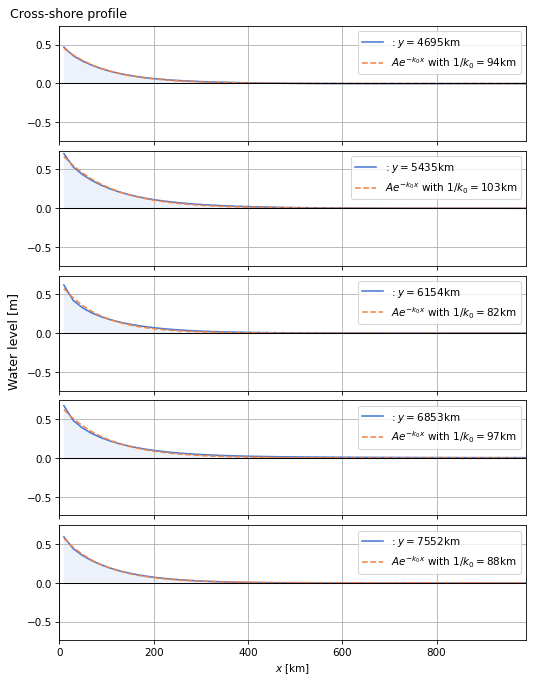 Cross-shore profile
0.5
0.0
−0.5
: y = 4695km
Ae^{−k₀x} with 1/k₀ = 94km
0.5
0.0
−0.5
: y = 5435km
Ae^{−k₀x} with 1/k₀ = 103km
Water level [m]
0.5
0.0
−0.5
: y = 6154km
Ae^{−k₀x} with 1/k₀ = 82km
0.5
0.0
−0.5
: y = 6853km
Ae^{−k₀x} with 1/k₀ = 97km
0.5
0.0
−0.5
: y = 7552km
Ae^{−k₀x} with 1/k₀ = 88km
0 200 400 600 800
x [km]